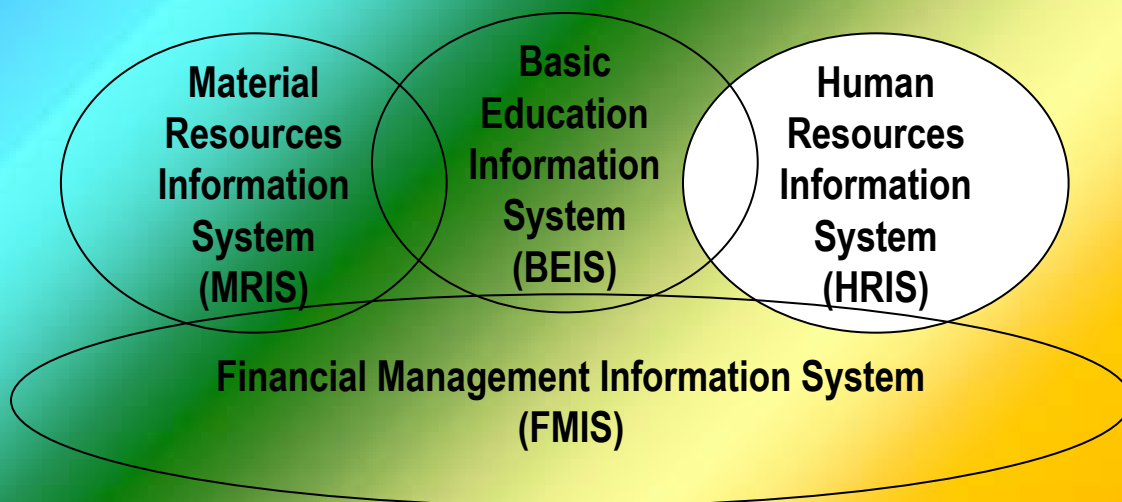 Material
Resources
Information
System
(MRIS)
Basic
Education
Information
System
(BEIS)
Human
Resources
Information
System
(HRIS)
Financial Management Information System
(FMIS)